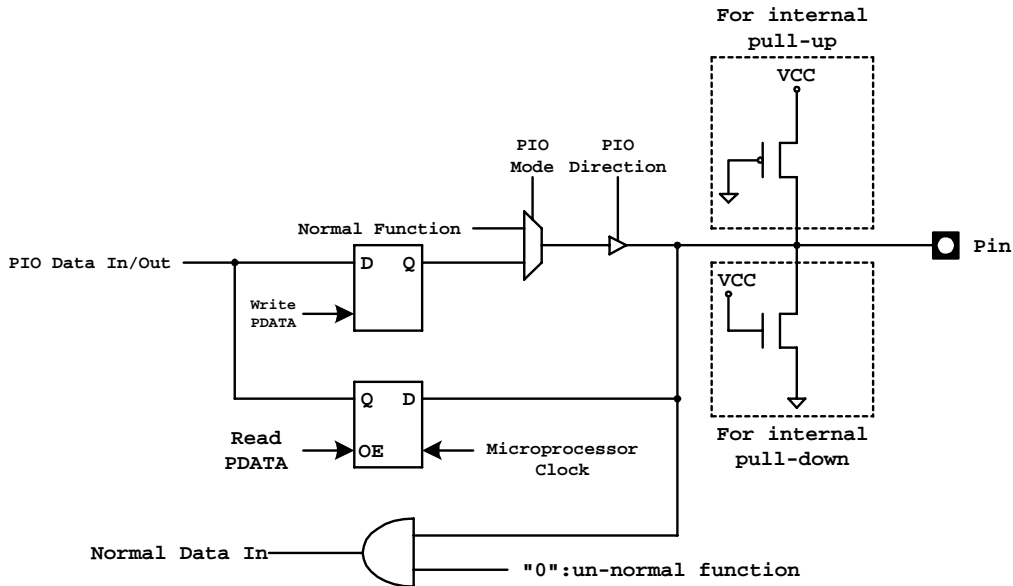 For internal
pull-up
VCC
PIO
Mode
PIO
Direction
Normal Function
PIO Data In/Out
D
Q
Pin
Write
PDATA
VCC
Q
D
Read
PDATA
OE
Microprocessor
Clock
For internal
pull-down
Normal Data In
"0":un-normal function